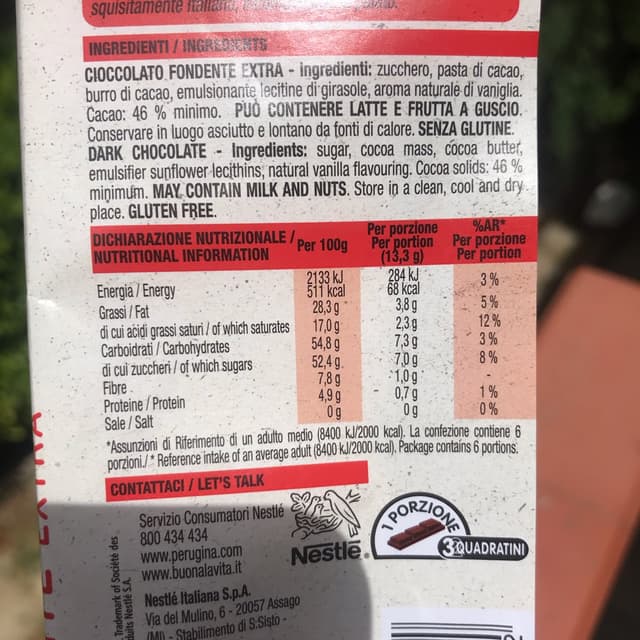 squisitamente italiano,
INGREDIENTI / INGREDIENTS
CIOCCOLATO FONDENTE EXTRA - Ingredienti: zucchero, pasta di cacao,
burro di cacao, emulsionante lecitine di girasole, aroma naturale di vaniglia.
Cacao: 46 % minimo. PUÒ CONTENERE LATTE E FRUTTA A GUSCIO.
Conservare in luogo asciutto e lontano da fonti di calore. SENZA GLUTINE.
DARK CHOCOLATE - Ingredients: sugar, cocoa mass, cocoa butter,
emulsifier sunflower lecithins, natural vanilla flavouring. Cocoa solids: 46 %
minimum. MAY CONTAIN MILK AND NUTS. Store in a clean, cool and dry
place. GLUTEN FREE.
DICHIARAZIONE NUTRIZIONALE / NUTRITIONAL INFORMATION Per 100g Per porzione Per portion (13,3 g) %AR* Per porzione Per portion
Energia / Energy 2133 kJ 511 kcal 284 kJ 68 kcal 3 %
Grassi / Fat 28,3 g 3,8 g 5 %
di cui acidi grassi saturi / of which saturates 17,0 g 2,3 g 12 %
Carboidrati / Carbohydrates 54,8 g 7,3 g 3 %
di cui zuccheri / of which sugars 52,4 g 7,0 g 8 %
Fibre 7,8 g 1,0 g -
Proteine / Protein 4,9 g 0,7 g 1 %
Sale / Salt 0 g 0 g 0 %
*Assunzioni di Riferimento di un adulto medio (8400 kJ/2000 kcal). La confezione contiene 6
porzioni./ * Reference intake of an average adult (8400 kJ/2000 kcal). Package contains 6 portions.
CONTATTACI / LET'S TALK
Servizio Consumatori Nestlé
800 434 434
www.perugina.com
www.buonalavita.it
Nestlé Italiana S.p.A.
Via del Mulino, 6 - 20057 Assago
(MI) - Stabilimento di S.Sisto -
Nestlé
1 PORZIONE
3 QUADRATINI
Trademark of Société des
Produits Nestlé S.A.